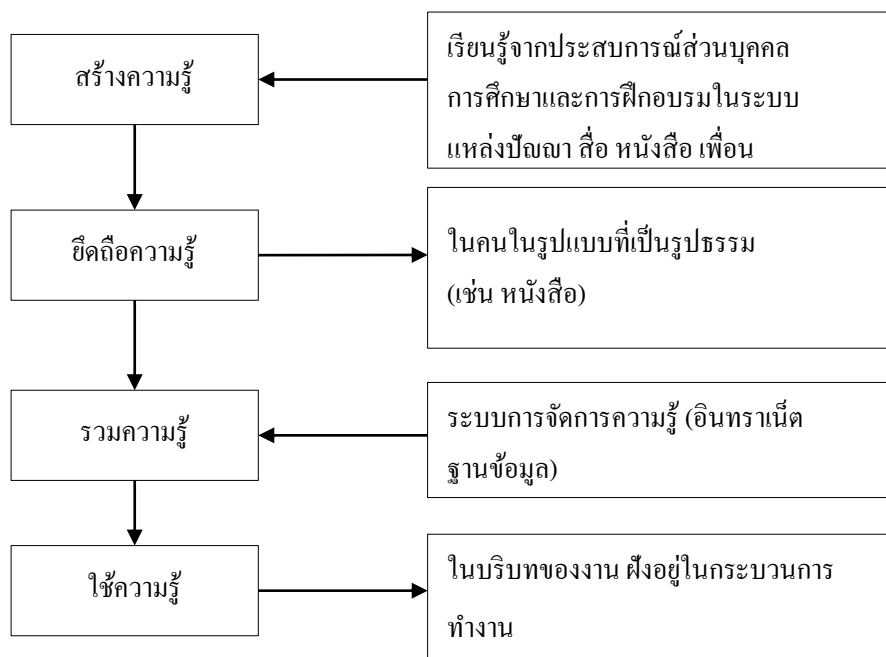 สร้างความรู้
เรียนรู้จากประสบการณ์ส่วนบุคคล
การศึกษาและการฝึกอบรมในระบบ
แหล่งปัญญา สื่อ หนังสือ เพื่อน
ยึดถือความรู้
ในคนในรูปแบบที่เป็นรูปธรรม
(เช่น หนังสือ)
รวมความรู้
ระบบการจัดการความรู้ (อินทราเน็ต
ฐานข้อมูล)
ใช้ความรู้
ในบริบทของงาน ฝังอยู่ในกระบวนการ
ทำงาน